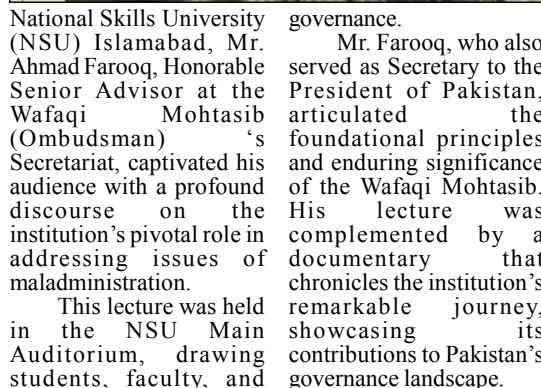 National Skills University
(NSU) Islamabad, Mr.
Ahmad Farooq, Honorable
Senior Advisor at the
Wafaqi Mohtasib
(Ombudsman) ‘s
Secretariat, captivated his
audience with a profound
discourse on the
institution’s pivotal role in
addressing issues of
maladministration.
This lecture was held
in the NSU Main
Auditorium, drawing
students, faculty, and
governance.
Mr. Farooq, who also
served as Secretary to the
President of Pakistan,
articulated the
foundational principles
and enduring significance
of the Wafaqi Mohtasib.
His lecture was
complemented by a
documentary that
chronicles the institution’s
remarkable journey,
showcasing its
contributions to Pakistan’s
governance landscape.